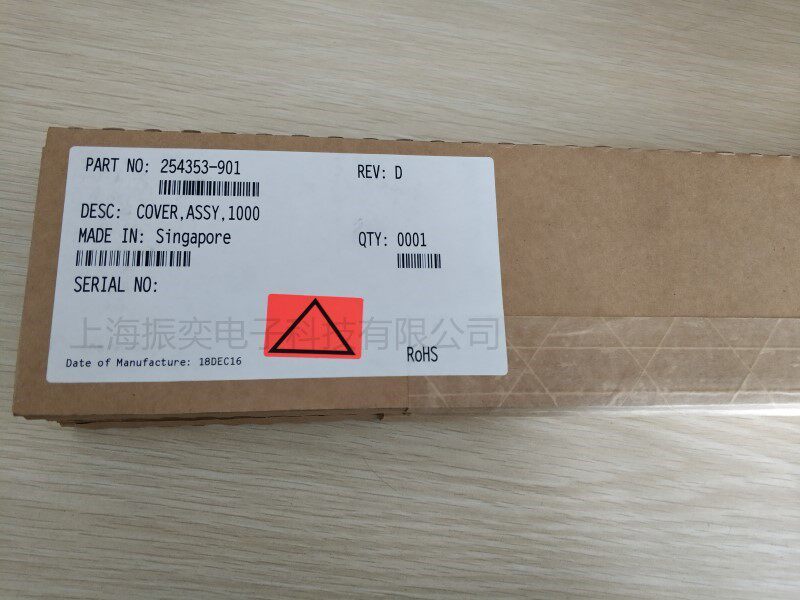 PART NO: 254353-901
REV: D
DESC: COVER,ASSY,1000
MADE IN: Singapore
QTY: 0001
SERIAL NO:
上海振奕电子科技有限公司
Date of Manufacture: 18DEC16
RoHS